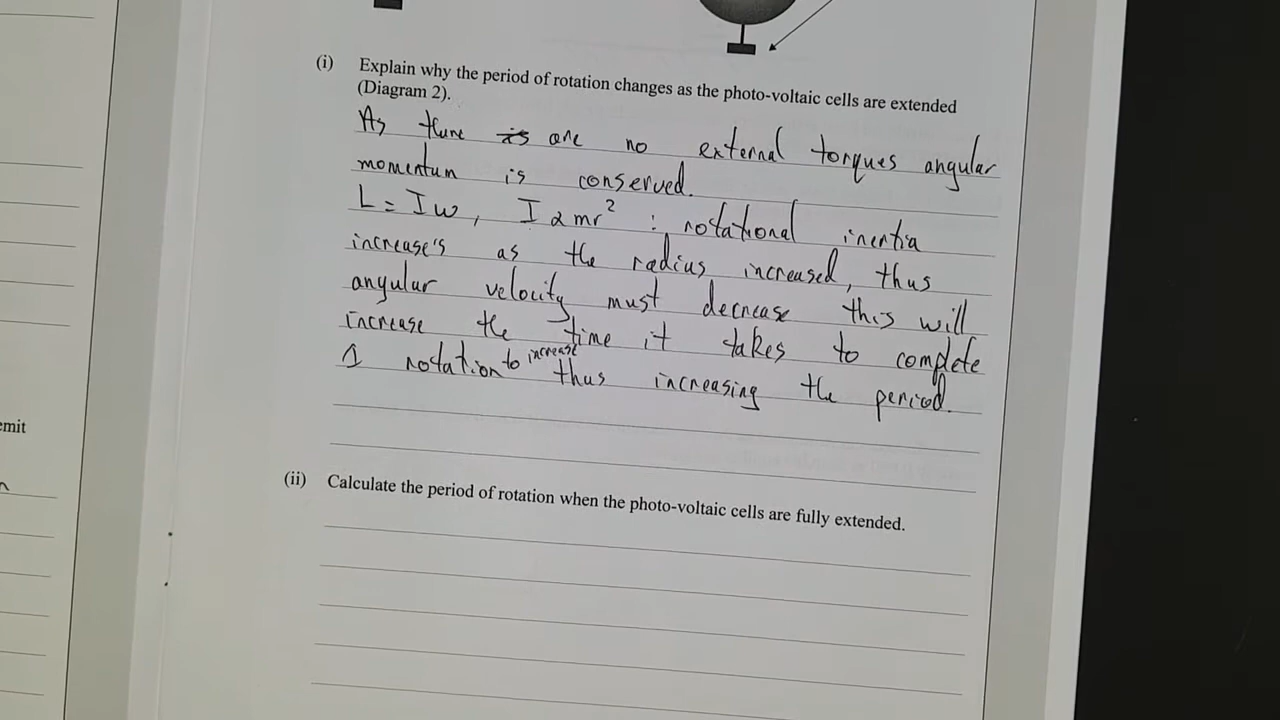 (i) Explain why the period of rotation changes as the photo-voltaic cells are extended
(Diagram 2).
As there is are no external torques angular
momentum is conserved.
L = Iω, I α mr² : rotational inertia
increase's as the radius increased, thus
angular velocity must decrease this will
increase the time it takes to complete
1 rotation to increase thus increasing the period.
emit
(ii) Calculate the period of rotation when the photo-voltaic cells are fully extended.